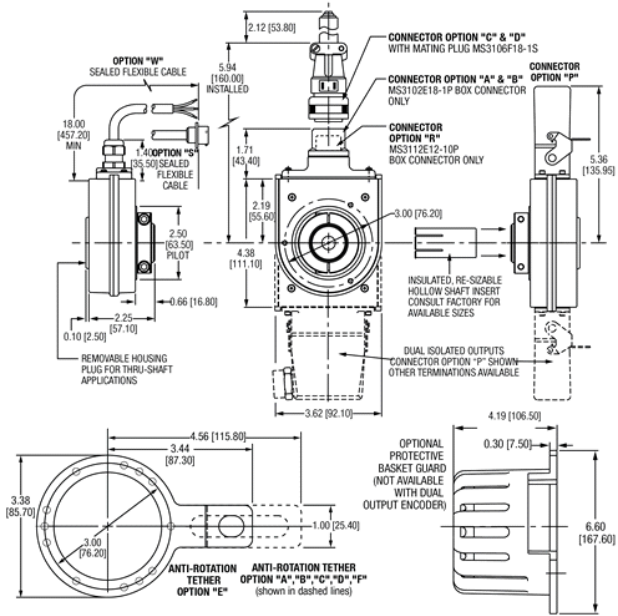 2.12 [53.80]
CONNECTOR OPTION "C" & "D"
WITH MATING PLUG MS3106F18-1S
OPTION "W"
SEALED FLEXIBLE CABLE
5.94
[160.00]
INSTALLED
CONNECTOR
OPTION "P"
CONNECTOR OPTION "A" & "B"
MS3102E18-1P BOX CONNECTOR
ONLY
18.00
[457.20]
MIN
CONNECTOR
OPTION "R"
MS3112E12-10P
BOX CONNECTOR ONLY
1.40
[35.50]
OPTION "S"
SEALED
FLEXIBLE
CABLE
1.71
[43.40]
5.36
[135.95]
2.19
[55.60]
3.00 [76.20]
2.50
[63.50]
PILOT
4.38
[111.10]
INSULATED, RE-SIZABLE
HOLLOW SHAFT INSERT
CONSULT FACTORY FOR
AVAILABLE SIZES
0.66 [16.80]
2.25
[57.10]
0.10 [2.50]
REMOVABLE HOUSING
PLUG FOR THRU-SHAFT
APPLICATIONS
DUAL ISOLATED OUTPUTS
CONNECTOR OPTION "P" SHOWN
OTHER TERMINATIONS AVAILABLE
3.62 [92.10]
4.19 [106.50]
4.56 [115.80]
3.44
[87.30]
OPTIONAL
PROTECTIVE
BASKET GUARD
(NOT AVAILABLE
WITH DUAL
OUTPUT ENCODER)
0.30 [7.50]
3.38
[85.70]
1.00 [25.40]
6.60
[167.60]
3.00
[76.20]
ANTI-ROTATION
TETHER
OPTION "E"
ANTI-ROTATION TETHER
OPTION "A","B","C","D","F"
(shown in dashed lines)